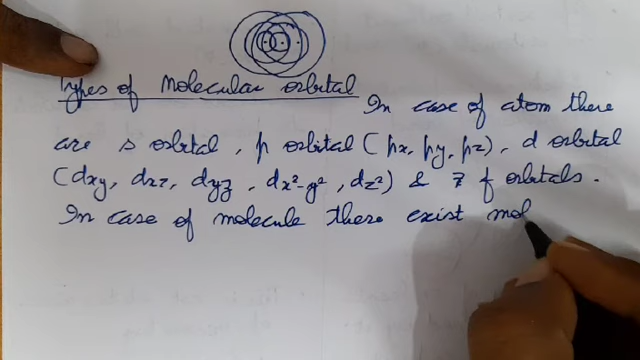 Types of Molecular orbital In case of atom there
are s orbital, p orbital (px, py, pz), d orbital
(dxy, dxz, dyz, dx²-y², dz²) & 7 f orbitals.
In case of molecule there exist mol